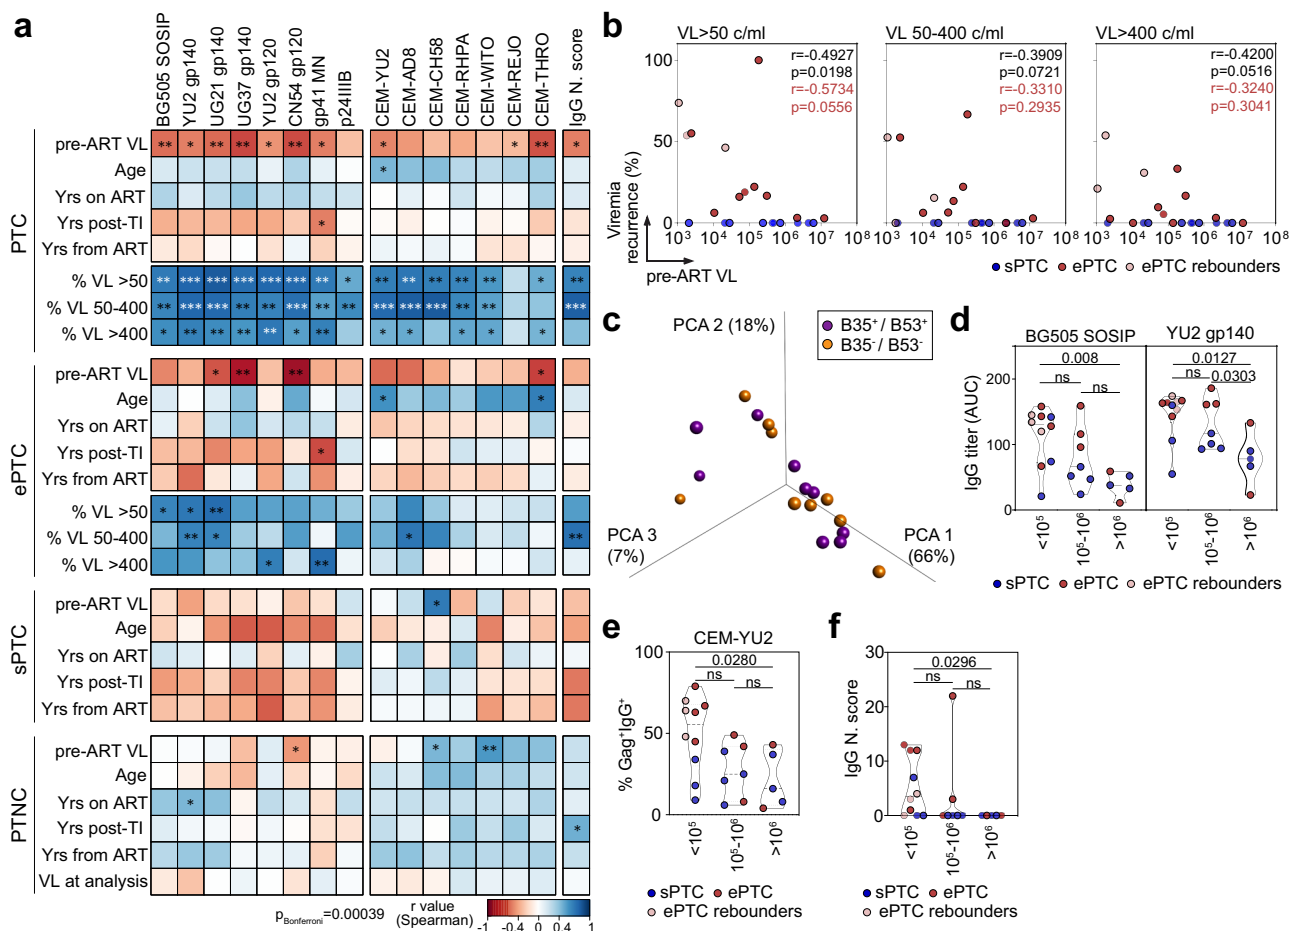 a
BG505 SOSIP
YU2 gp140
UG21 gp140
UG37 gp140
YU2 gp120
CN54 gp120
gp41 MN
p24IIIB
CEM-YU2
CEM-AD8
CEM-CH58
CEM-RHPA
CEM-WITO
CEM-REJO
CEM-THRO
IgG N. score
PTC
pre-ART VL
** * ** ** * ** * * * ** *
Age
*
Yrs on ART
Yrs post-TI
*
Yrs from ART
% VL >50
** *** *** *** *** *** ** * ** ** ** ** ** * **
% VL 50-400
** *** *** ** ** *** ** ** *** *** *** ** ** ***
% VL >400
* ** ** ** ** * ** * * * * *
ePTC
pre-ART VL
* ** ** *
Age
* *
Yrs on ART
Yrs post-TI
*
Yrs from ART
% VL >50
* * **
% VL 50-400
** * * **
% VL >400
* **
sPTC
pre-ART VL
*
Age
Yrs on ART
Yrs post-TI
Yrs from ART
PTNC
pre-ART VL
* * **
Age
Yrs on ART
*
Yrs post-TI
*
Yrs from ART
VL at analysis
pBonferroni=0.00039
r value
(Spearman)
-1 -0.4 0 0.4 1
b
VL>50 c/ml
r=-0.4927
p=0.0198
r=-0.5734
p=0.0556
VL 50-400 c/ml
r=-0.3909
p=0.0721
r=-0.3310
p=0.2935
VL>400 c/ml
r=-0.4200
p=0.0516
r=-0.3240
p=0.3041
Viremia
recurrence (%)
100
50
0
10³ 10⁴ 10⁵ 10⁶ 10⁷ 10⁸
10³ 10⁴ 10⁵ 10⁶ 10⁷ 10⁸
10³ 10⁴ 10⁵ 10⁶ 10⁷ 10⁸
pre-ART VL
sPTC ePTC ePTC rebounders
c
PCA 2 (18%)
B35⁺ / B53⁺
B35⁻ / B53⁻
PCA 3
(7%)
PCA 1
(66%)
d
BG505 SOSIP
YU2 gp140
0.008
ns
ns
0.0127
ns
0.0303
IgG titer (AUC)
200
100
0
<10⁵
10⁵-10⁶
>10⁶
<10⁵
10⁵-10⁶
>10⁶
sPTC ePTC
ePTC rebounders
e
CEM-YU2
% Gag⁺IgG⁺
100
50
0
0.0280
ns
ns
<10⁵
10⁵-10⁶
>10⁶
sPTC ePTC
ePTC rebounders
f
IgG N. score
30
20
10
0
0.0296
ns
ns
<10⁵
10⁵-10⁶
>10⁶
sPTC ePTC
ePTC rebounders